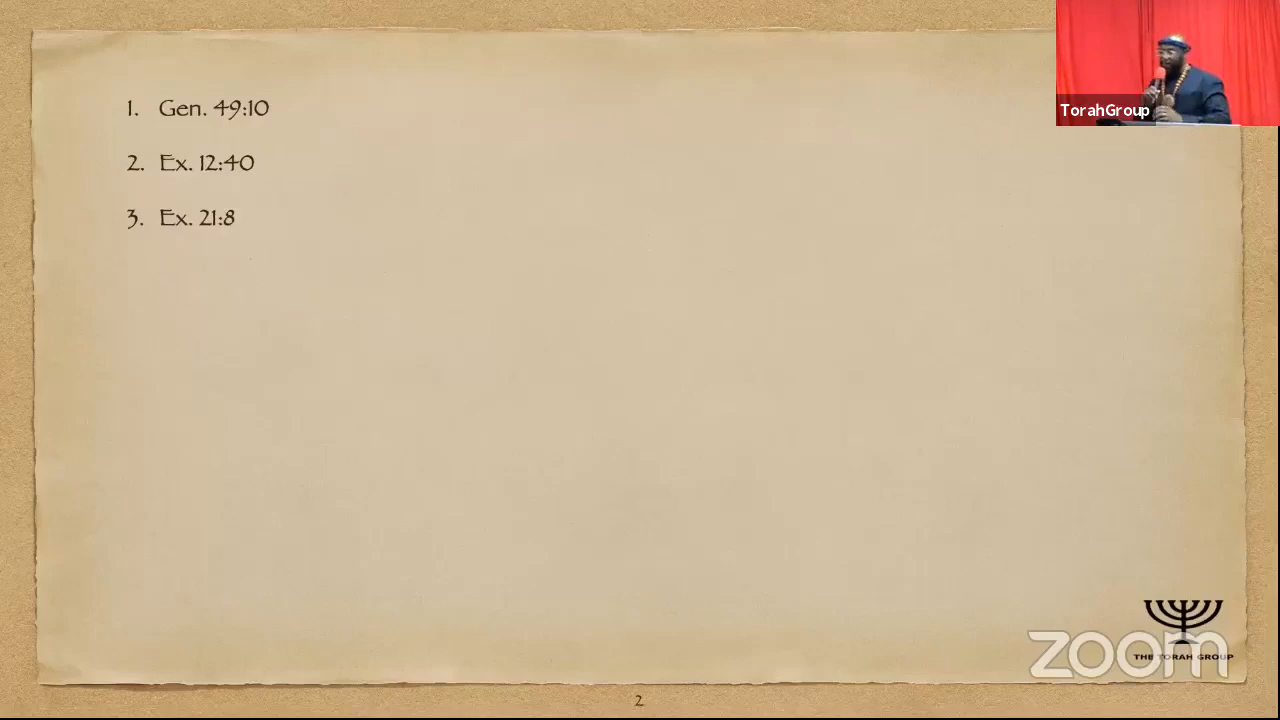 TorahGroup
1. Gen. 49:10
2. Ex. 12:40
3. Ex. 21:8
zoom
THE TORAH GROUP
2